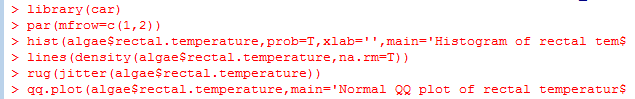 > library(car)
> par(mfrow=c(1,2))
> hist(algae$rectal.temperature,prob=T,xlab='',main='Histogram of rectal tem$
> lines(density(algae$rectal.temperature,na.rm=T))
> rug(jitter(algae$rectal.temperature))
> qq.plot(algae$rectal.temperature,main='Normal QQ plot of rectal temperatur$